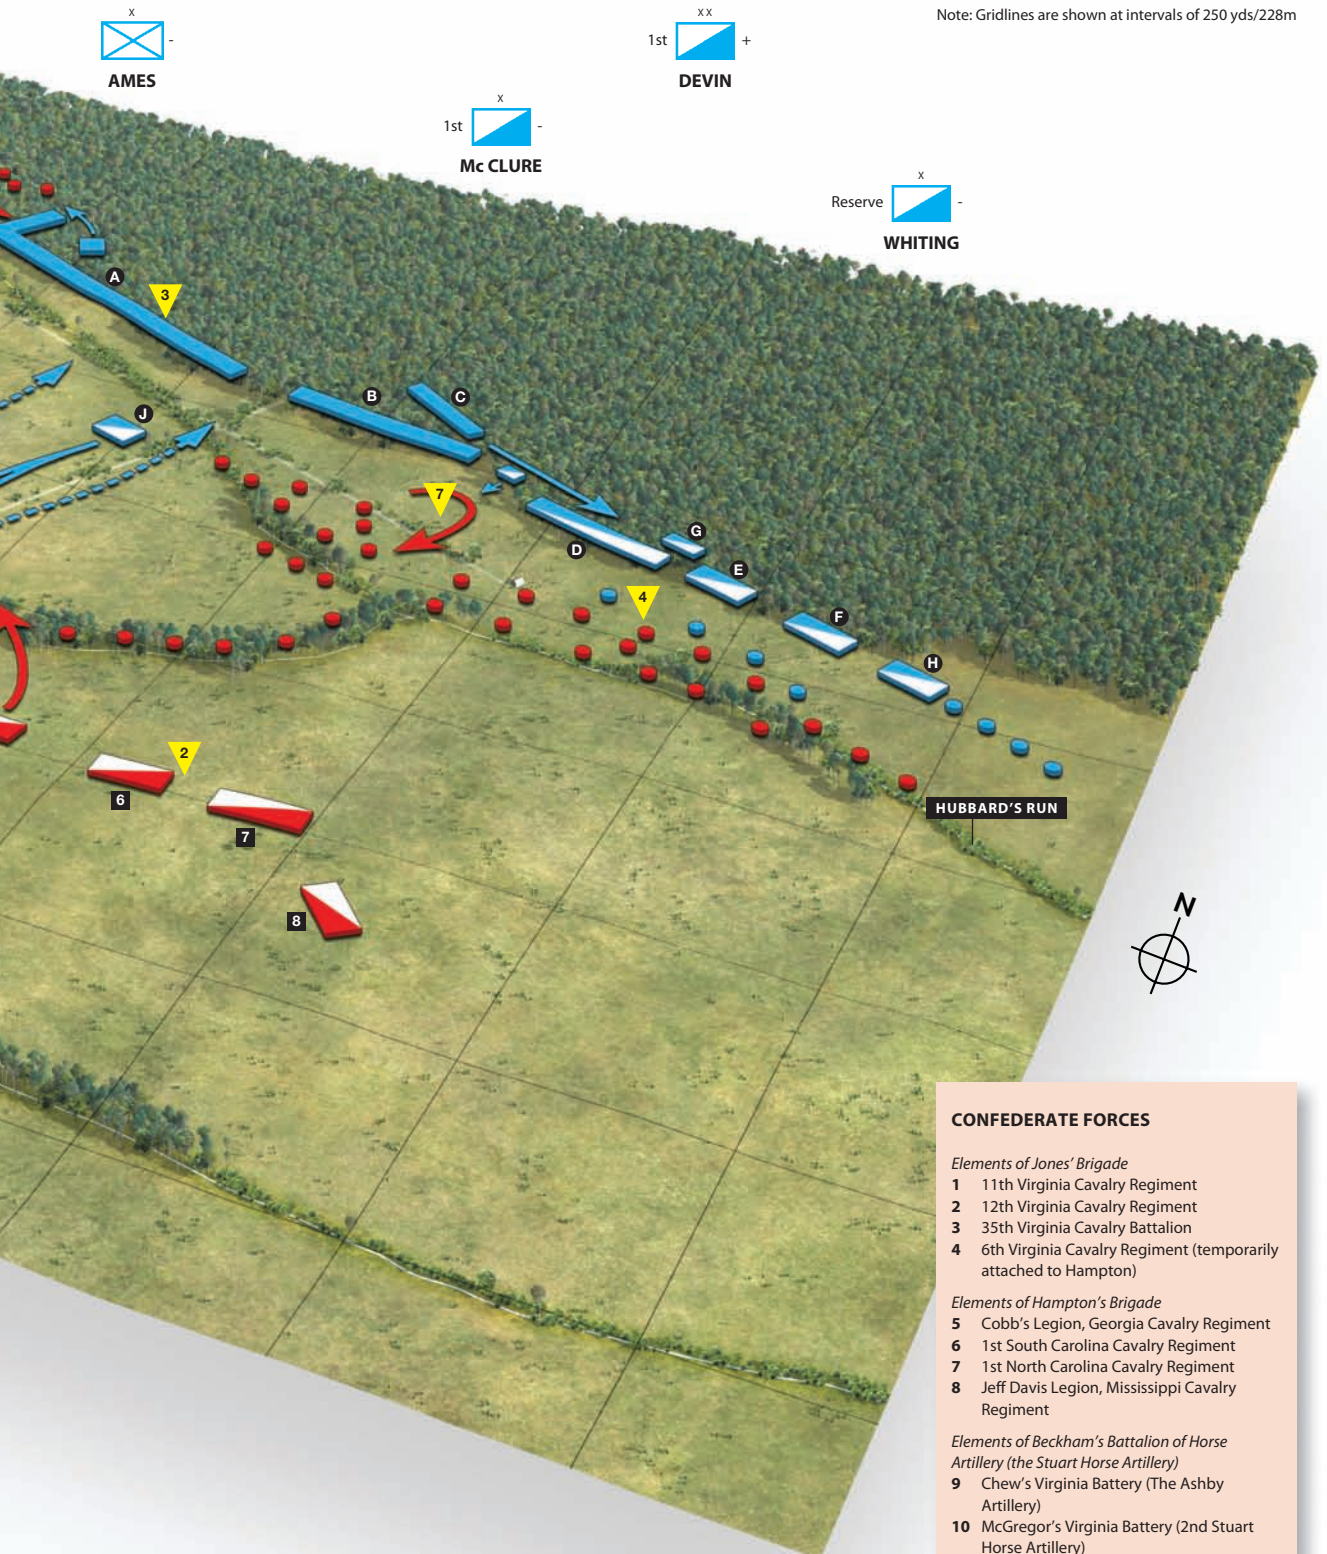 Note: Gridlines are shown at intervals of 250 yds/228m
x
-
AMES
xx
1st
+
DEVIN
x
1st
-
Mc CLURE
x
Reserve
-
WHITING
A
3
J
B
C
7
D
G
E
4
F
H
2
6
7
8
HUBBARD'S RUN
N
CONFEDERATE FORCES
Elements of Jones' Brigade
1 11th Virginia Cavalry Regiment
2 12th Virginia Cavalry Regiment
3 35th Virginia Cavalry Battalion
4 6th Virginia Cavalry Regiment (temporarily
attached to Hampton)
Elements of Hampton's Brigade
5 Cobb's Legion, Georgia Cavalry Regiment
6 1st South Carolina Cavalry Regiment
7 1st North Carolina Cavalry Regiment
8 Jeff Davis Legion, Mississippi Cavalry
Regiment
Elements of Beckham's Battalion of Horse
Artillery (the Stuart Horse Artillery)
9 Chew's Virginia Battery (The Ashby
Artillery)
10 McGregor's Virginia Battery (2nd Stuart
Horse Artillery)